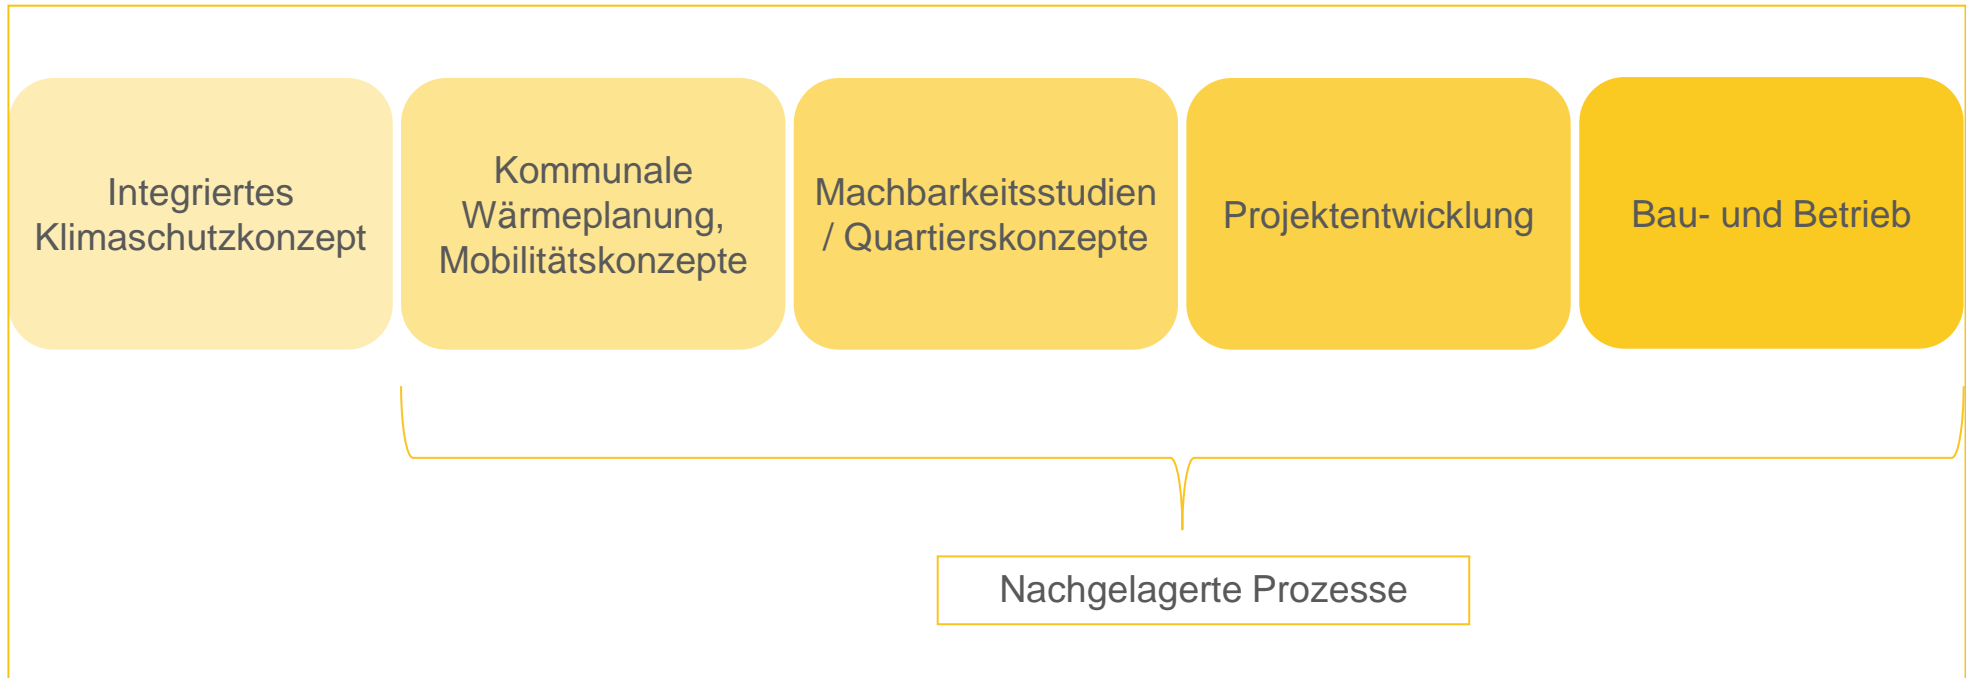 Integriertes
Klimaschutzkonzept
Kommunale
Wärmeplanung,
Mobilitätskonzepte
Machbarkeitsstudien
/ Quartierskonzepte
Projektentwicklung
Bau- und Betrieb
Nachgelagerte Prozesse